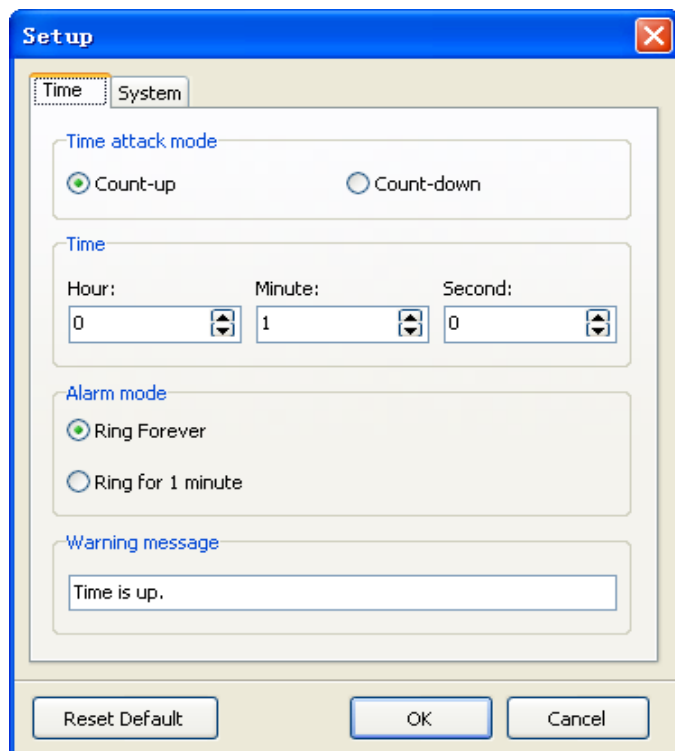 Setup
Time System
Time attack mode
Count-up Count-down
Time
Hour: Minute: Second:
0 1 0
Alarm mode
Ring Forever
Ring for 1 minute
Warning message
Time is up.
Reset Default OK Cancel